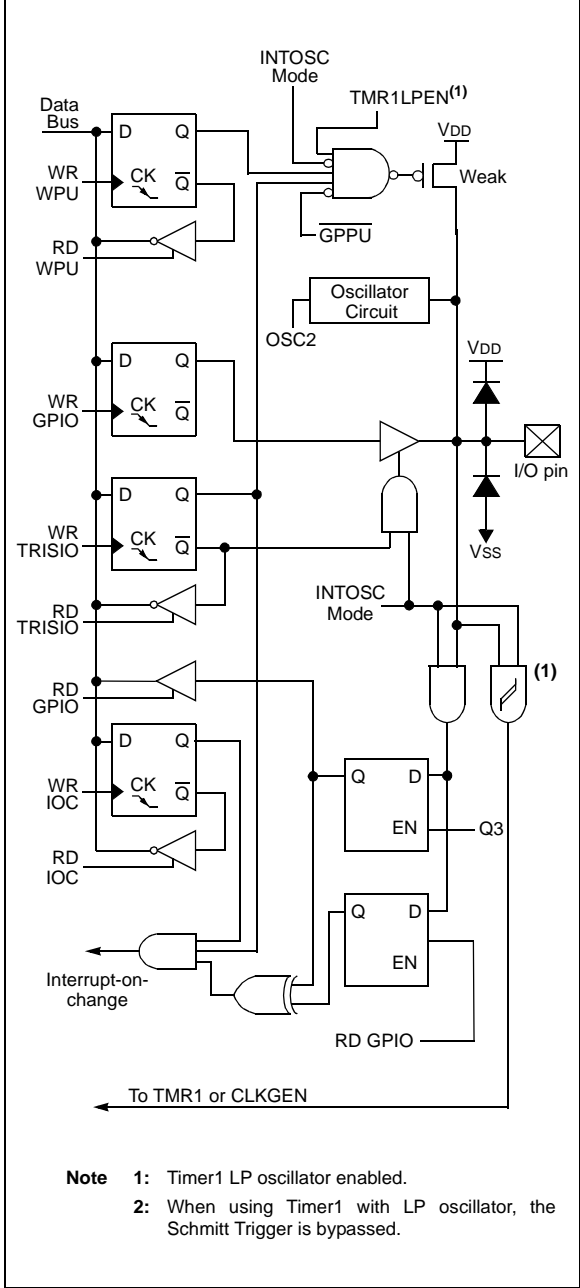 INTOSC
Mode
TMR1LPEN(1)
Data
Bus
VDD
D Q
WR
WPU
CK Q
Weak
RD
WPU
GPPU
Oscillator
Circuit
OSC2
VDD
D Q
WR
GPIO
CK Q
I/O pin
D Q
WR
TRISIO
CK Q
VSS
INTOSC
Mode
RD
TRISIO
(1)
RD
GPIO
D Q
Q D
WR
IOC
CK Q
EN
Q3
RD
IOC
Q D
EN
Interrupt-on-
change
RD GPIO
To TMR1 or CLKGEN
Note 1: Timer1 LP oscillator enabled.
2: When using Timer1 with LP oscillator, the
Schmitt Trigger is bypassed.